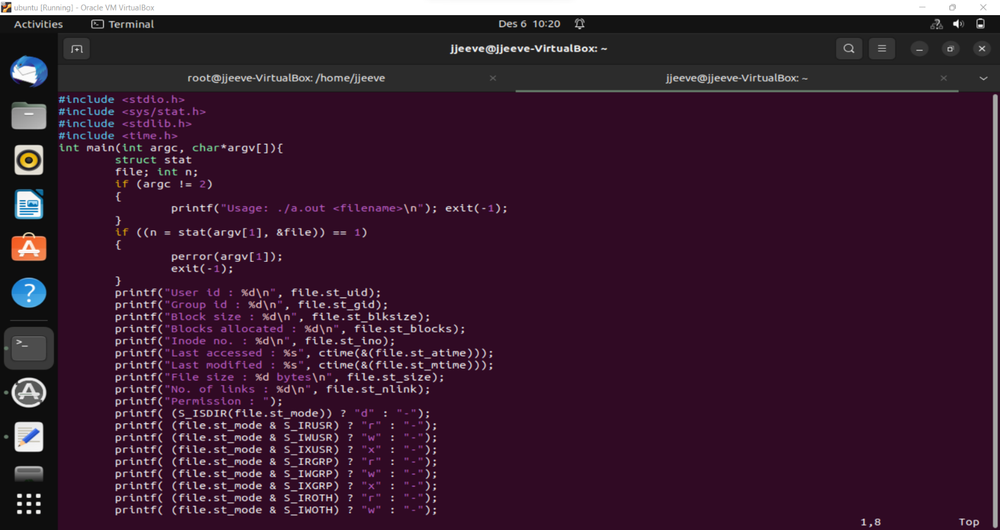 ubuntu [Running] - Oracle VM VirtualBox
Activities
Terminal
Des 6 10:20
jjeeve@jjeeve-VirtualBox: ~
root@jjeeve-VirtualBox: /home/jjeeve
jjeeve@jjeeve-VirtualBox: ~
#include <stdio.h>
#include <sys/stat.h>
#include <stdlib.h>
#include <time.h>
int main(int argc, char*argv[]){
        struct stat
        file; int n;
        if (argc != 2)
        {
                printf("Usage: ./a.out <filename>\n"); exit(-1);
        }
        if ((n = stat(argv[1], &file)) == 1)
        {
                perror(argv[1]);
                exit(-1);
        }
        printf("User id : %d\n", file.st_uid);
        printf("Group id : %d\n", file.st_gid);
        printf("Block size : %d\n", file.st_blksize);
        printf("Blocks allocated : %d\n", file.st_blocks);
        printf("Inode no. : %d\n", file.st_ino);
        printf("Last accessed : %s", ctime(&(file.st_atime)));
        printf("Last modified : %s", ctime(&(file.st_mtime)));
        printf("File size : %d bytes\n", file.st_size);
        printf("No. of links : %d\n", file.st_nlink);
        printf("Permission : ");
        printf( (S_ISDIR(file.st_mode)) ? "d" : "-");
        printf( (file.st_mode & S_IRUSR) ? "r" : "-");
        printf( (file.st_mode & S_IWUSR) ? "w" : "-");
        printf( (file.st_mode & S_IXUSR) ? "x" : "-");
        printf( (file.st_mode & S_IRGRP) ? "r" : "-");
        printf( (file.st_mode & S_IWGRP) ? "w" : "-");
        printf( (file.st_mode & S_IXGRP) ? "x" : "-");
        printf( (file.st_mode & S_IROTH) ? "r" : "-");
        printf( (file.st_mode & S_IWOTH) ? "w" : "-");
1,8
Top